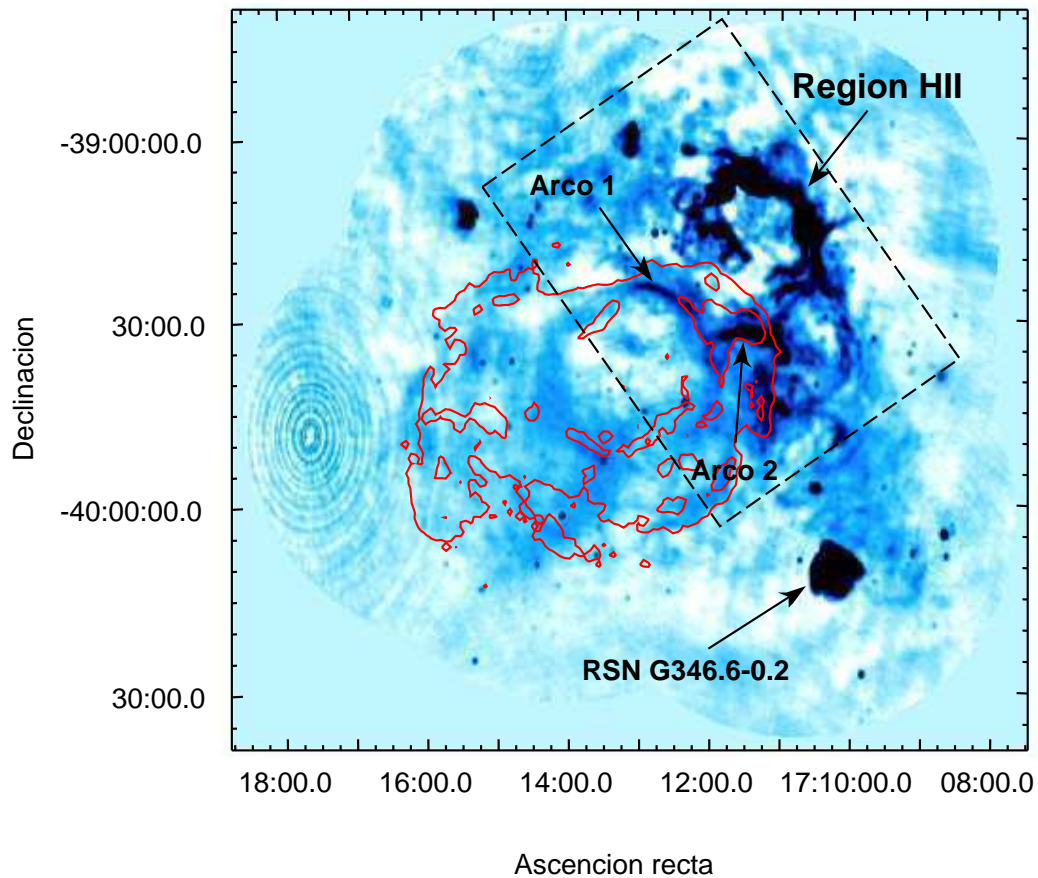 Region HII
-39:00:00.0
Arco 1
30:00.0
Declinacion
Arco 2
-40:00:00.0
RSN G346.6-0.2
30:00.0
18:00.0 16:00.0 14:00.0 12:00.0 17:10:00.0 08:00.0
Ascencion recta